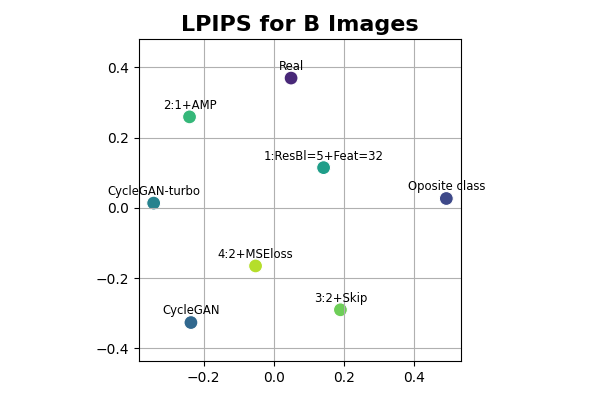 LPIPS for B Images
0.4
0.2
0.0
−0.2
−0.4
Real
2:1+AMP
1:ResBl=5+Feat=32
CycleGAN-turbo
Oposite class
4:2+MSEloss
3:2+Skip
CycleGAN
−0.2
0.0
0.2
0.4